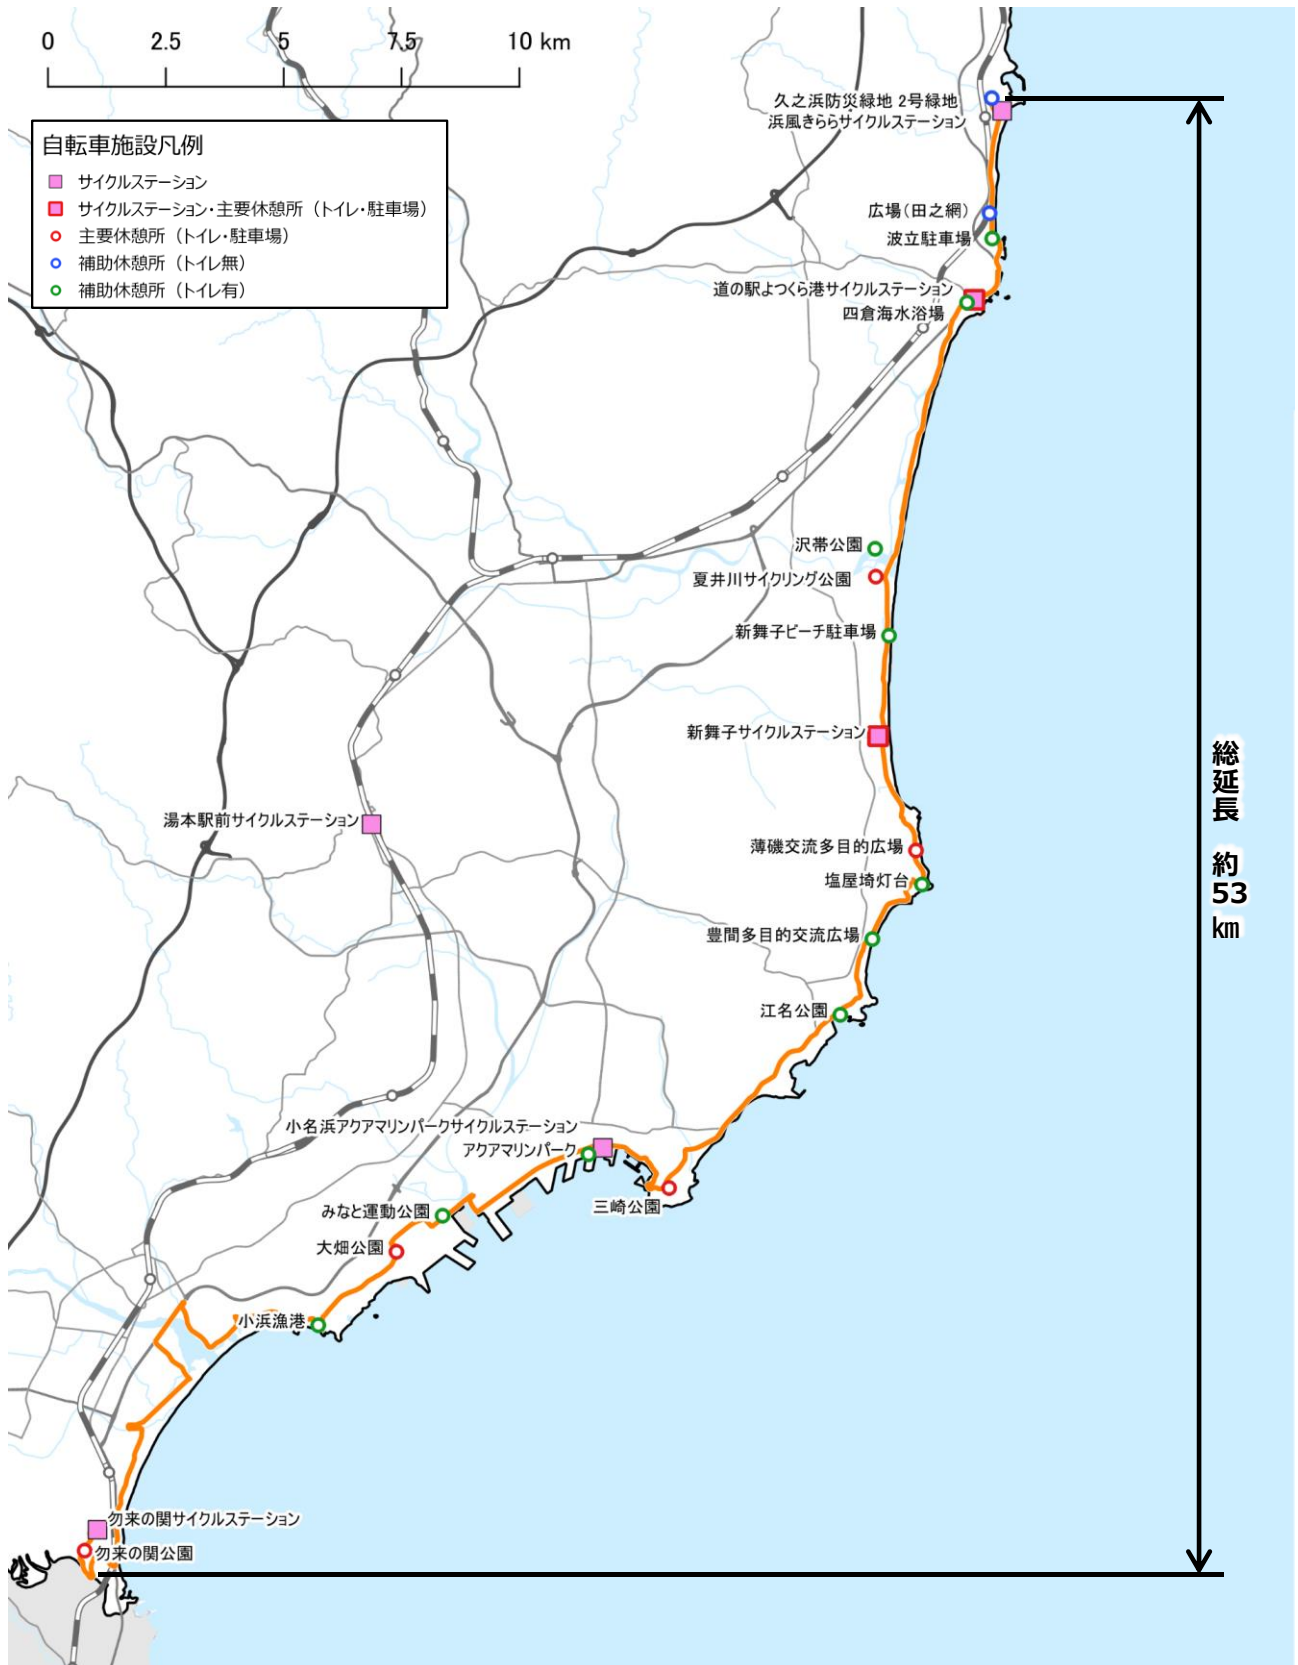 0 2.5 5 7.5 10 km
自転車施設凡例
サイクルステーション
サイクルステーション・主要休憩所（トイレ・駐車場）
主要休憩所（トイレ・駐車場）
補助休憩所（トイレ無）
補助休憩所（トイレ有）
久之浜防災緑地 2号緑地
浜風きららサイクルステーション
広場（田之網）
波立駐車場
道の駅よつくら港サイクルステーション
四倉海水浴場
沢帯公園
夏井川サイクリング公園
新舞子ビーチ駐車場
新舞子サイクルステーション
総延長 約53km
湯本駅前サイクルステーション
薄磯交流多目的広場
塩屋埼灯台
豊間多目的交流広場
江名公園
小名浜アクアマリンパークサイクルステーション
アクアマリンパーク
三崎公園
みなと運動公園
大畑公園
小浜漁港
勿来の関サイクルステーション
勿来の関公園